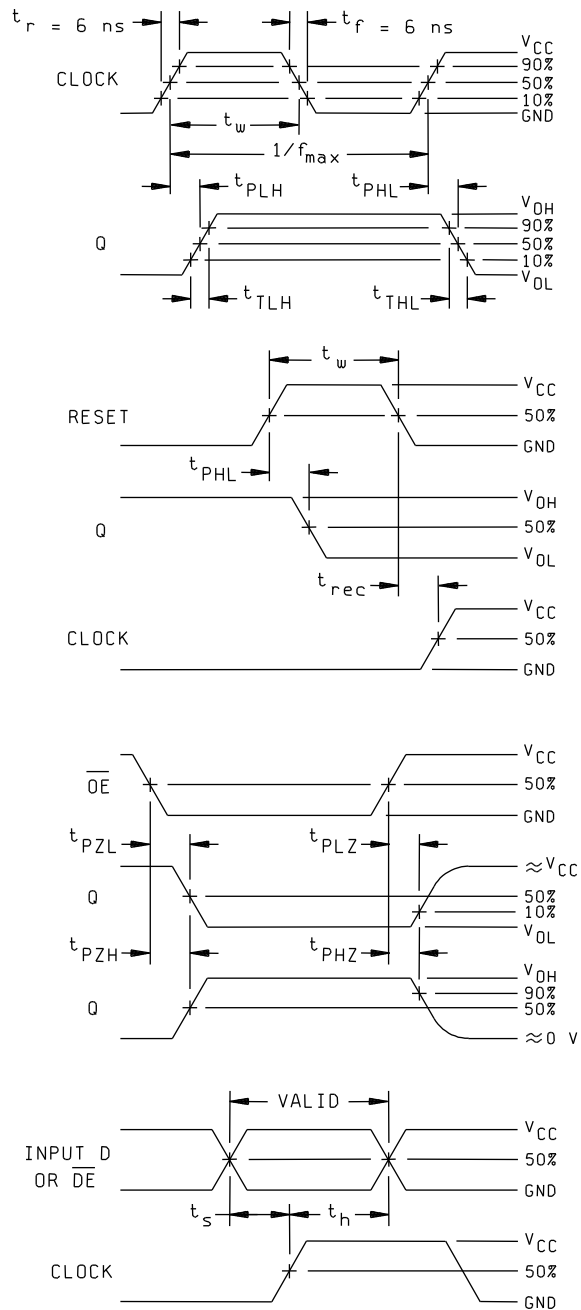 t_r = 6 ns
t_f = 6 ns
CLOCK
V_CC
90%
50%
10%
GND
t_w
1/f_max
t_PLH
t_PHL
Q
V_OH
90%
50%
10%
V_OL
t_TLH
t_THL
t_w
RESET
V_CC
50%
GND
t_PHL
Q
V_OH
50%
V_OL
t_rec
CLOCK
V_CC
50%
GND
O̅E̅
V_CC
50%
GND
t_PZL
t_PLZ
Q
≈V_CC
50%
10%
V_OL
t_PZH
t_PHZ
Q
V_OH
90%
50%
≈0 V
VALID
INPUT D
OR D̅E̅
V_CC
50%
GND
t_s
t_h
CLOCK
V_CC
50%
GND